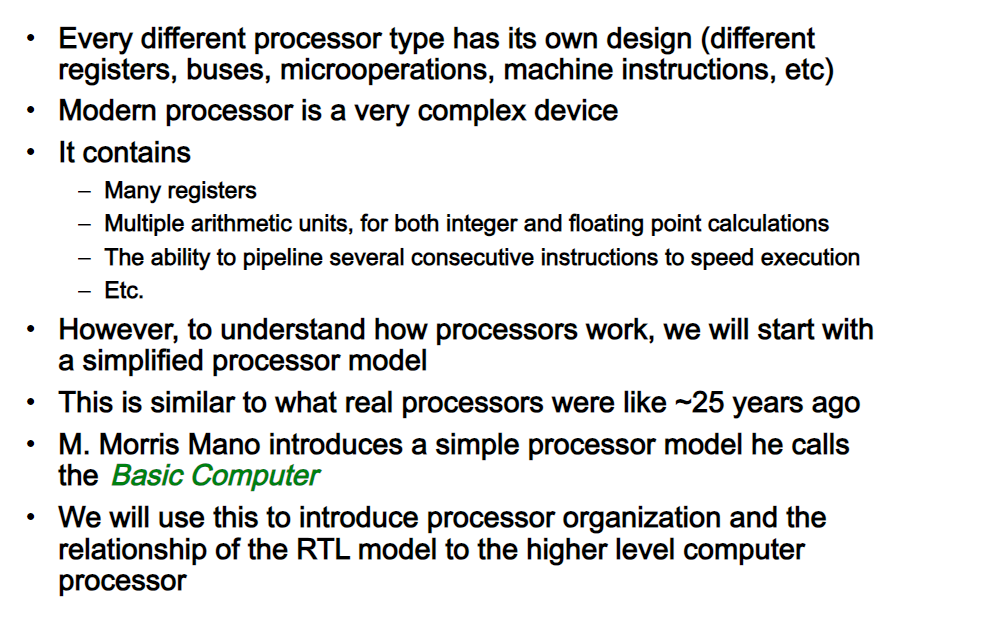 • Every different processor type has its own design (different
registers, buses, microoperations, machine instructions, etc)
• Modern processor is a very complex device
• It contains
– Many registers
– Multiple arithmetic units, for both integer and floating point calculations
– The ability to pipeline several consecutive instructions to speed execution
– Etc.
• However, to understand how processors work, we will start with
a simplified processor model
• This is similar to what real processors were like ~25 years ago
• M. Morris Mano introduces a simple processor model he calls
the Basic Computer
• We will use this to introduce processor organization and the
relationship of the RTL model to the higher level computer
processor